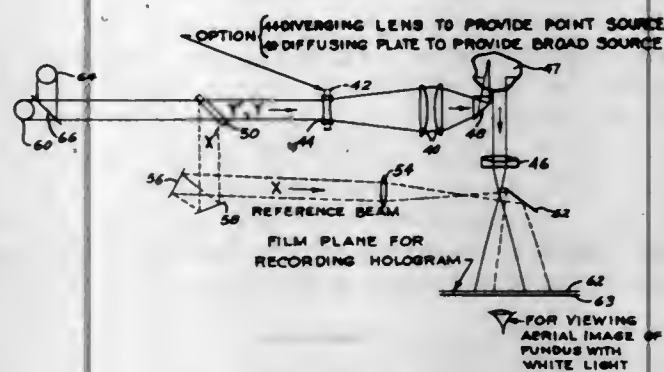 44 DIVERGING LENS TO PROVIDE POINT SOURCE
OPTION
42 DIFFUSING PLATE TO PROVIDE BROAD SOURCE
64
42
47
60
66
50
44
40
48
46
56
X
X
54
58
REFERENCE BEAM
52
FILM PLANE FOR
RECORDING HOLOGRAM
62
63
FOR VIEWING
AERIAL IMAGE OF
FUNDUS WITH
WHITE LIGHT